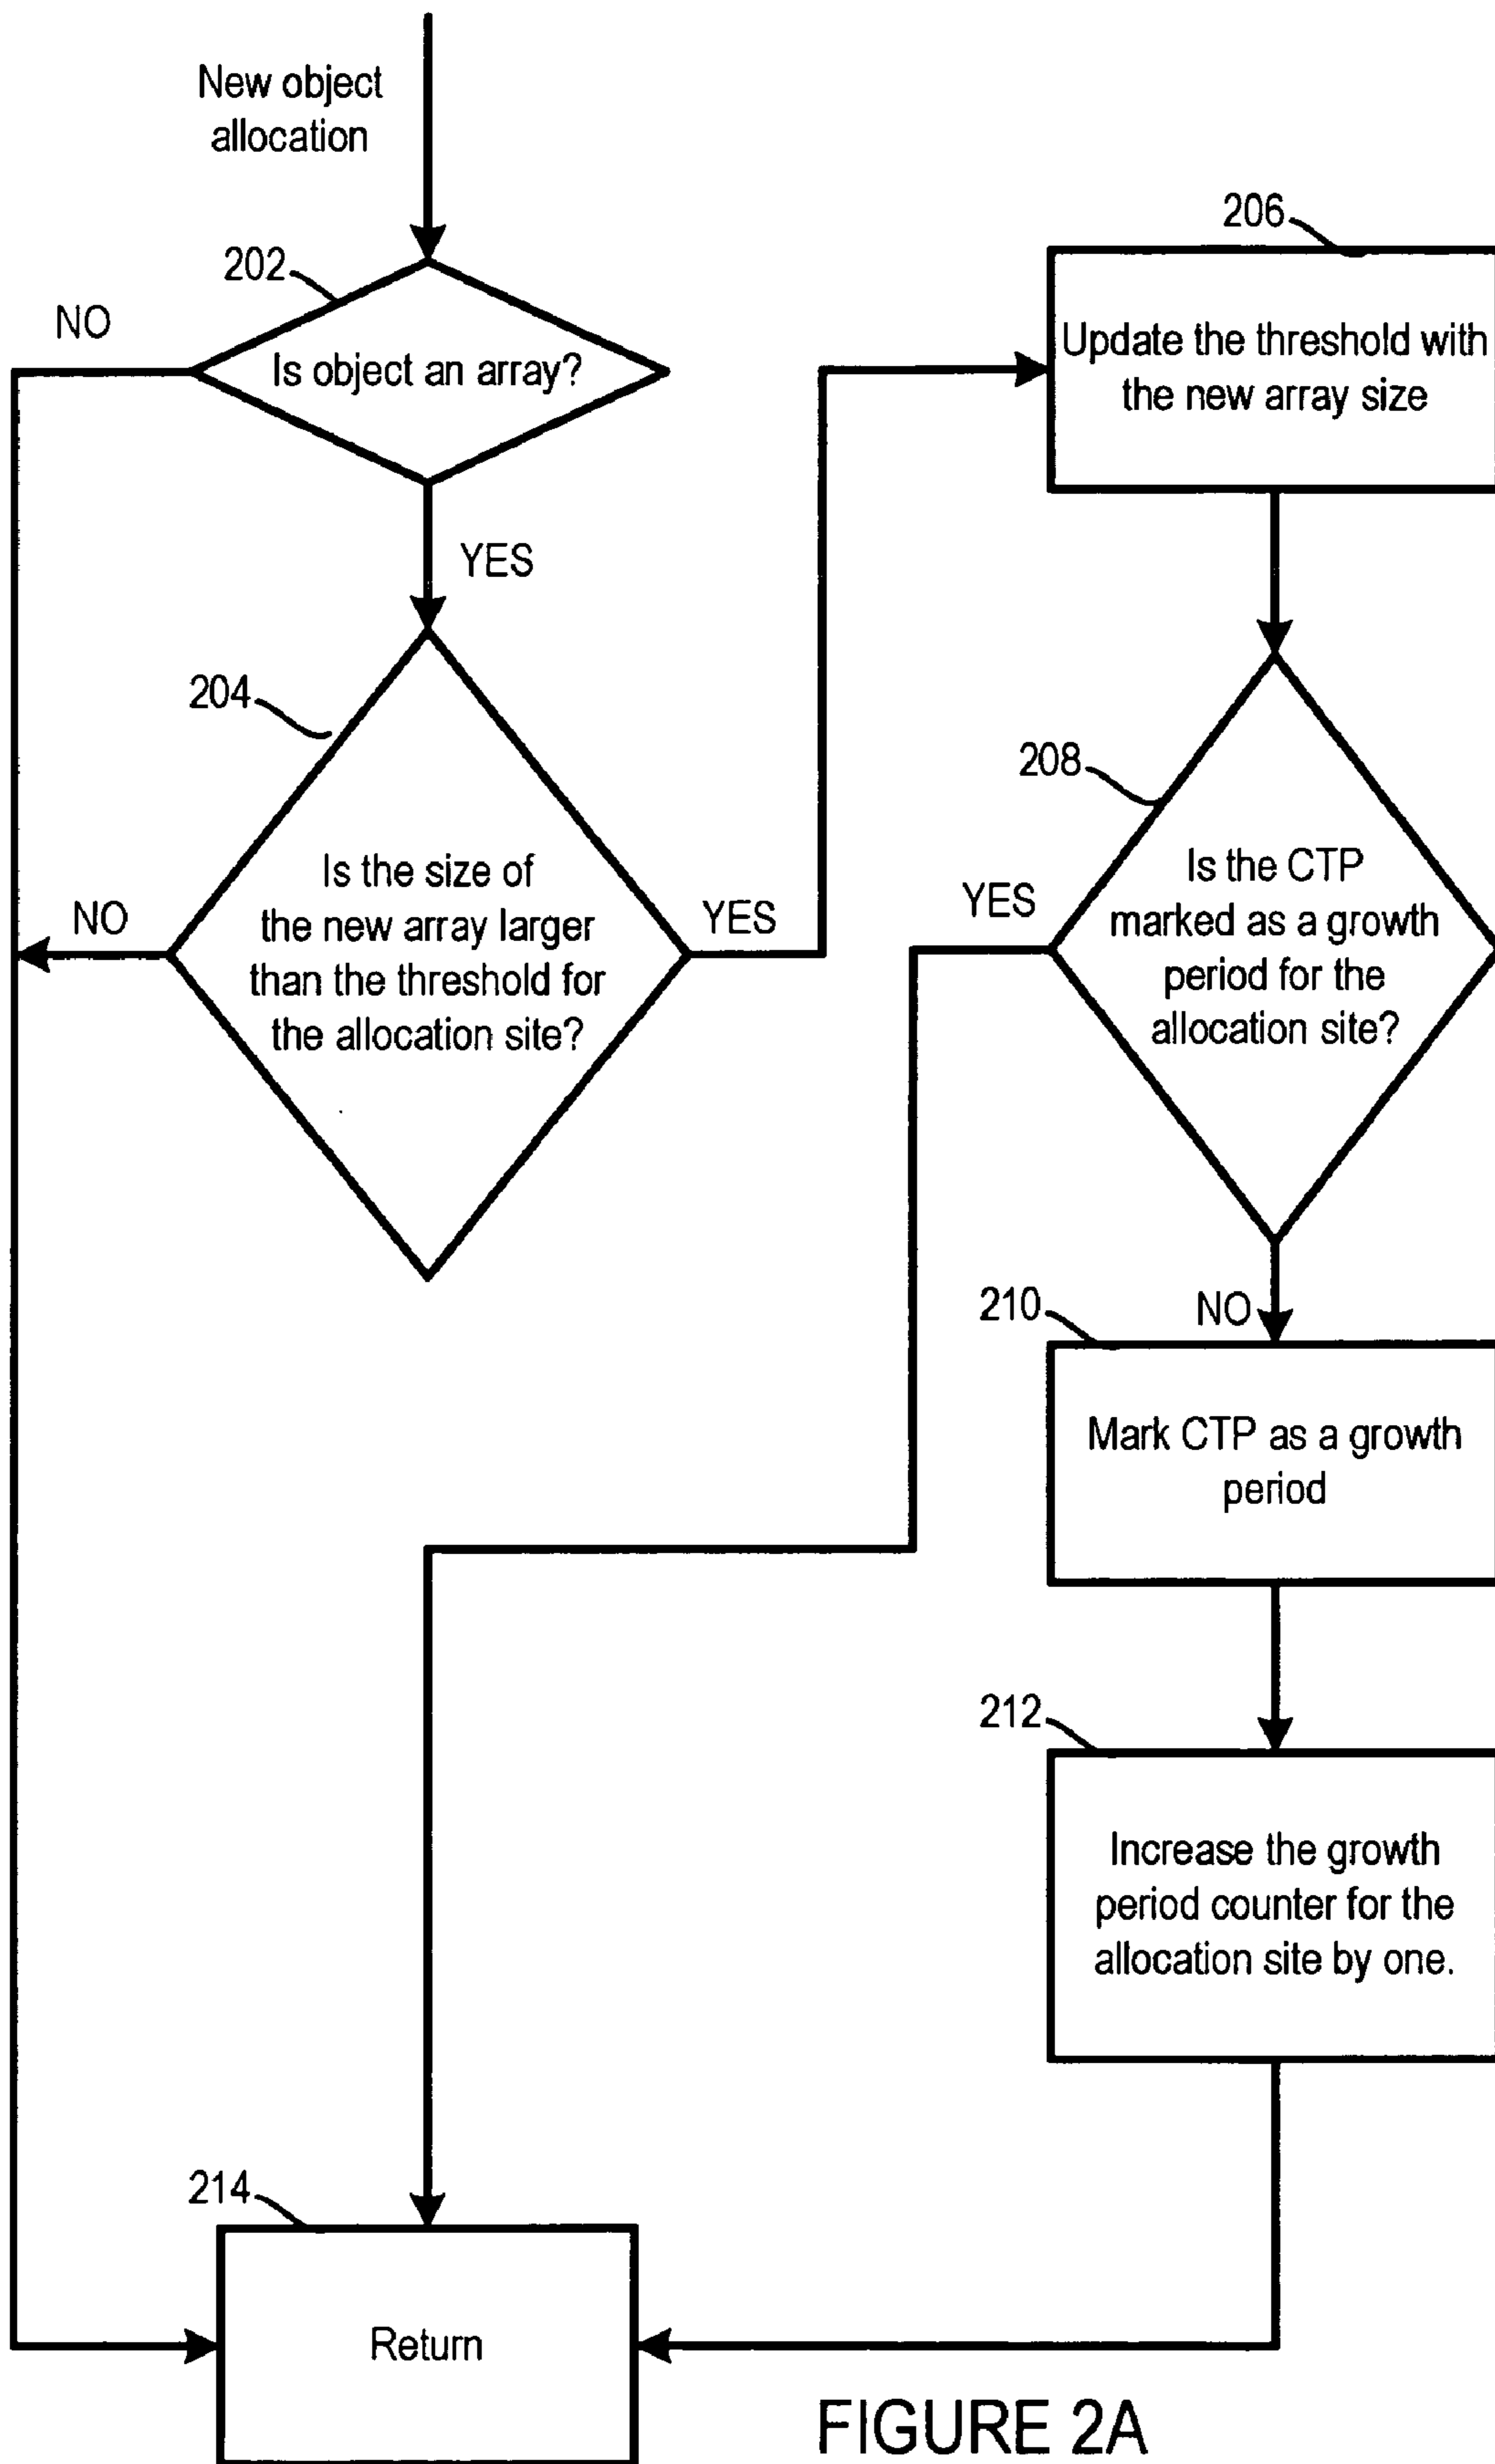 New object
allocation
202
NO
Is object an array?
YES
204
Is the size of
the new array larger
than the threshold for
the allocation site?
NO
YES
206
Update the threshold with
the new array size
208
YES
Is the CTP
marked as a growth
period for the
allocation site?
210
NO
Mark CTP as a growth
period
212
Increase the growth
period counter for the
allocation site by one.
214
Return
FIGURE 2A